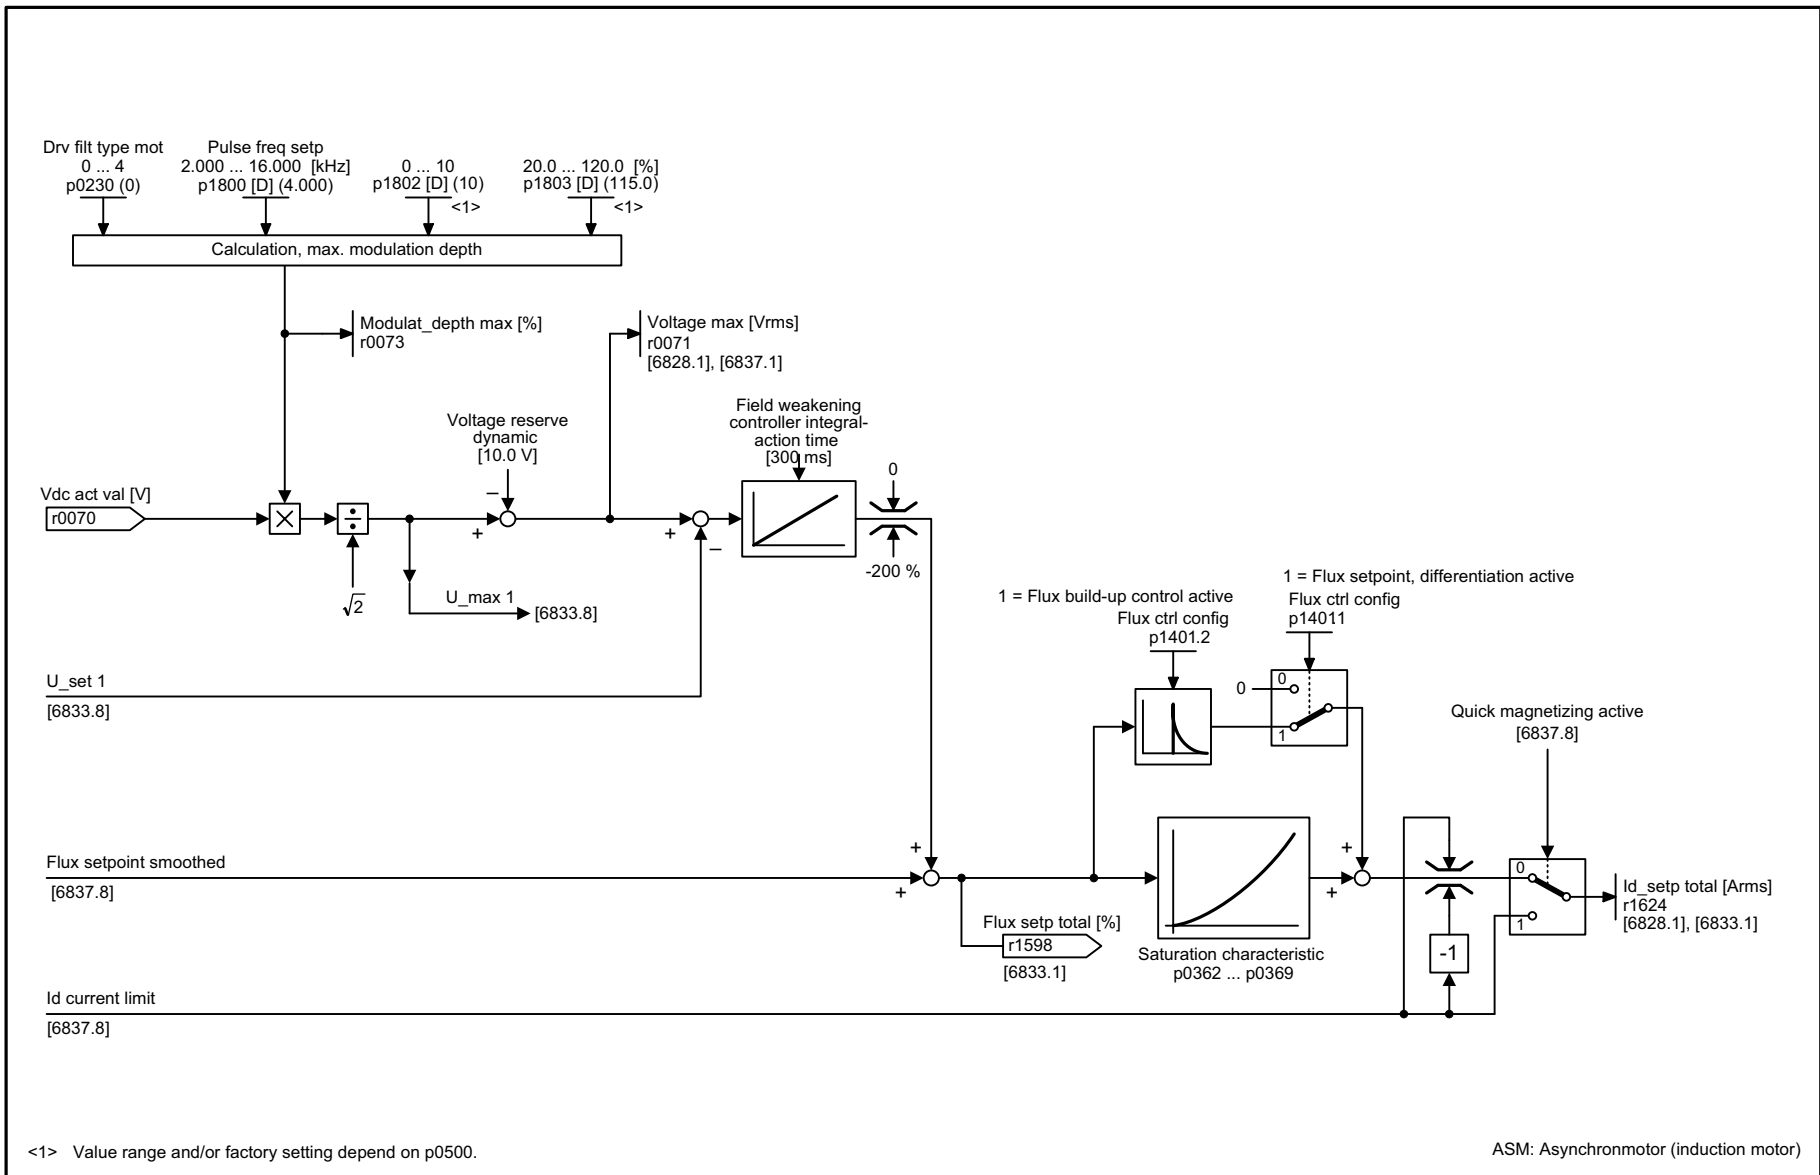 Drv filt type mot
0 ... 4
p0230 (0)
Pulse freq setp
2.000 ... 16.000 [kHz]
p1800 [D] (4.000)
0 ... 10
p1802 [D] (10)
<1>
20.0 ... 120.0 [%]
p1803 [D] (115.0)
<1>
Calculation, max. modulation depth
Modulat_depth max [%]
r0073
Voltage max [Vrms]
r0071
[6828.1], [6837.1]
Voltage reserve
dynamic
[10.0 V]
Field weakening
controller integral-
action time
[300 ms]
0
-200 %
Vdc act val [V]
r0070
×
÷
√2
–
+
+
–
U_max 1
[6833.8]
U_set 1
[6833.8]
1 = Flux build-up control active
Flux ctrl config
p1401.2
1 = Flux setpoint, differentiation active
Flux ctrl config
p14011
0
0
1
Quick magnetizing active
[6837.8]
Flux setpoint smoothed
[6837.8]
+
+
Flux setp total [%]
r1598
[6833.1]
Saturation characteristic
p0362 ... p0369
+
+
-1
0
1
Id_setp total [Arms]
r1624
[6828.1], [6833.1]
Id current limit
[6837.8]
<1> Value range and/or factory setting depend on p0500.
ASM: Asynchronmotor (induction motor)